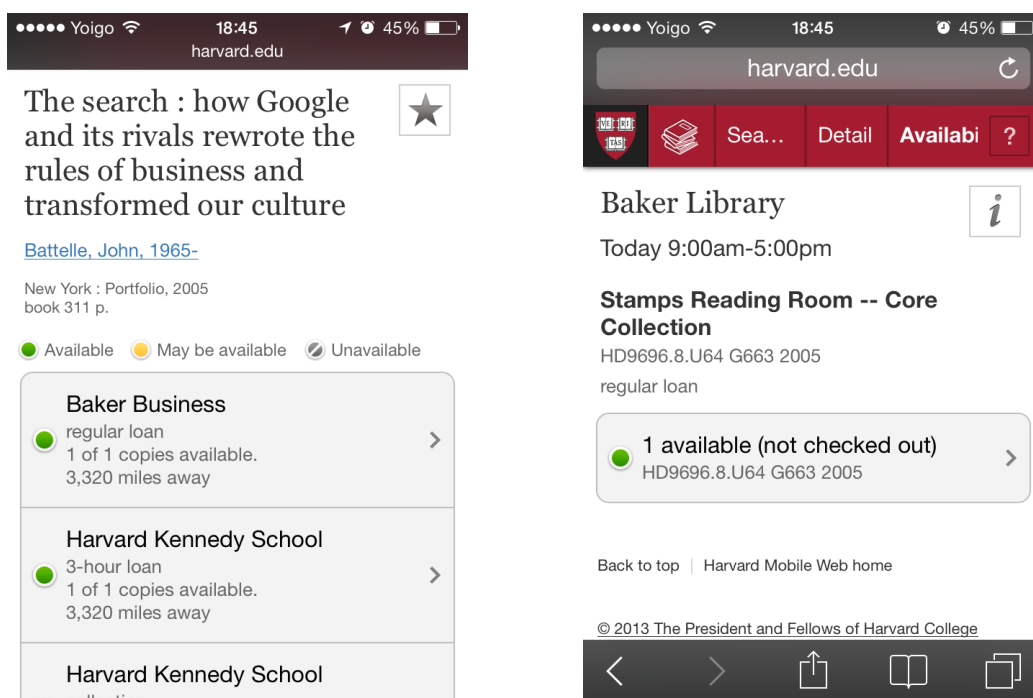 Yoigo 18:45 45%
harvard.edu
The search : how Google
and its rivals rewrote the
rules of business and
transformed our culture
Battelle, John, 1965-
New York : Portfolio, 2005
book 311 p.
Available May be available Unavailable
Baker Business
regular loan
1 of 1 copies available.
3,320 miles away
Harvard Kennedy School
3-hour loan
1 of 1 copies available.
3,320 miles away
Harvard Kennedy School
Yoigo 18:45 45%
harvard.edu
VE RI TAS Sea... Detail Availabi ?
Baker Library i
Today 9:00am-5:00pm
Stamps Reading Room -- Core
Collection
HD9696.8.U64 G663 2005
regular loan
1 available (not checked out)
HD9696.8.U64 G663 2005
Back to top | Harvard Mobile Web home
© 2013 The President and Fellows of Harvard College